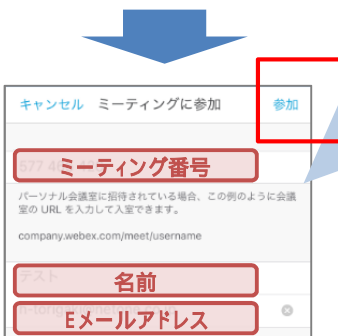 キャンセル ミーティングに参加 参加
ミーティング番号
パーソナル会議室に招待されている場合、この例のように会議
室の URL を入力して入室できます。
company.webex.com/meet/username
テスト
名前
Eメールアドレス